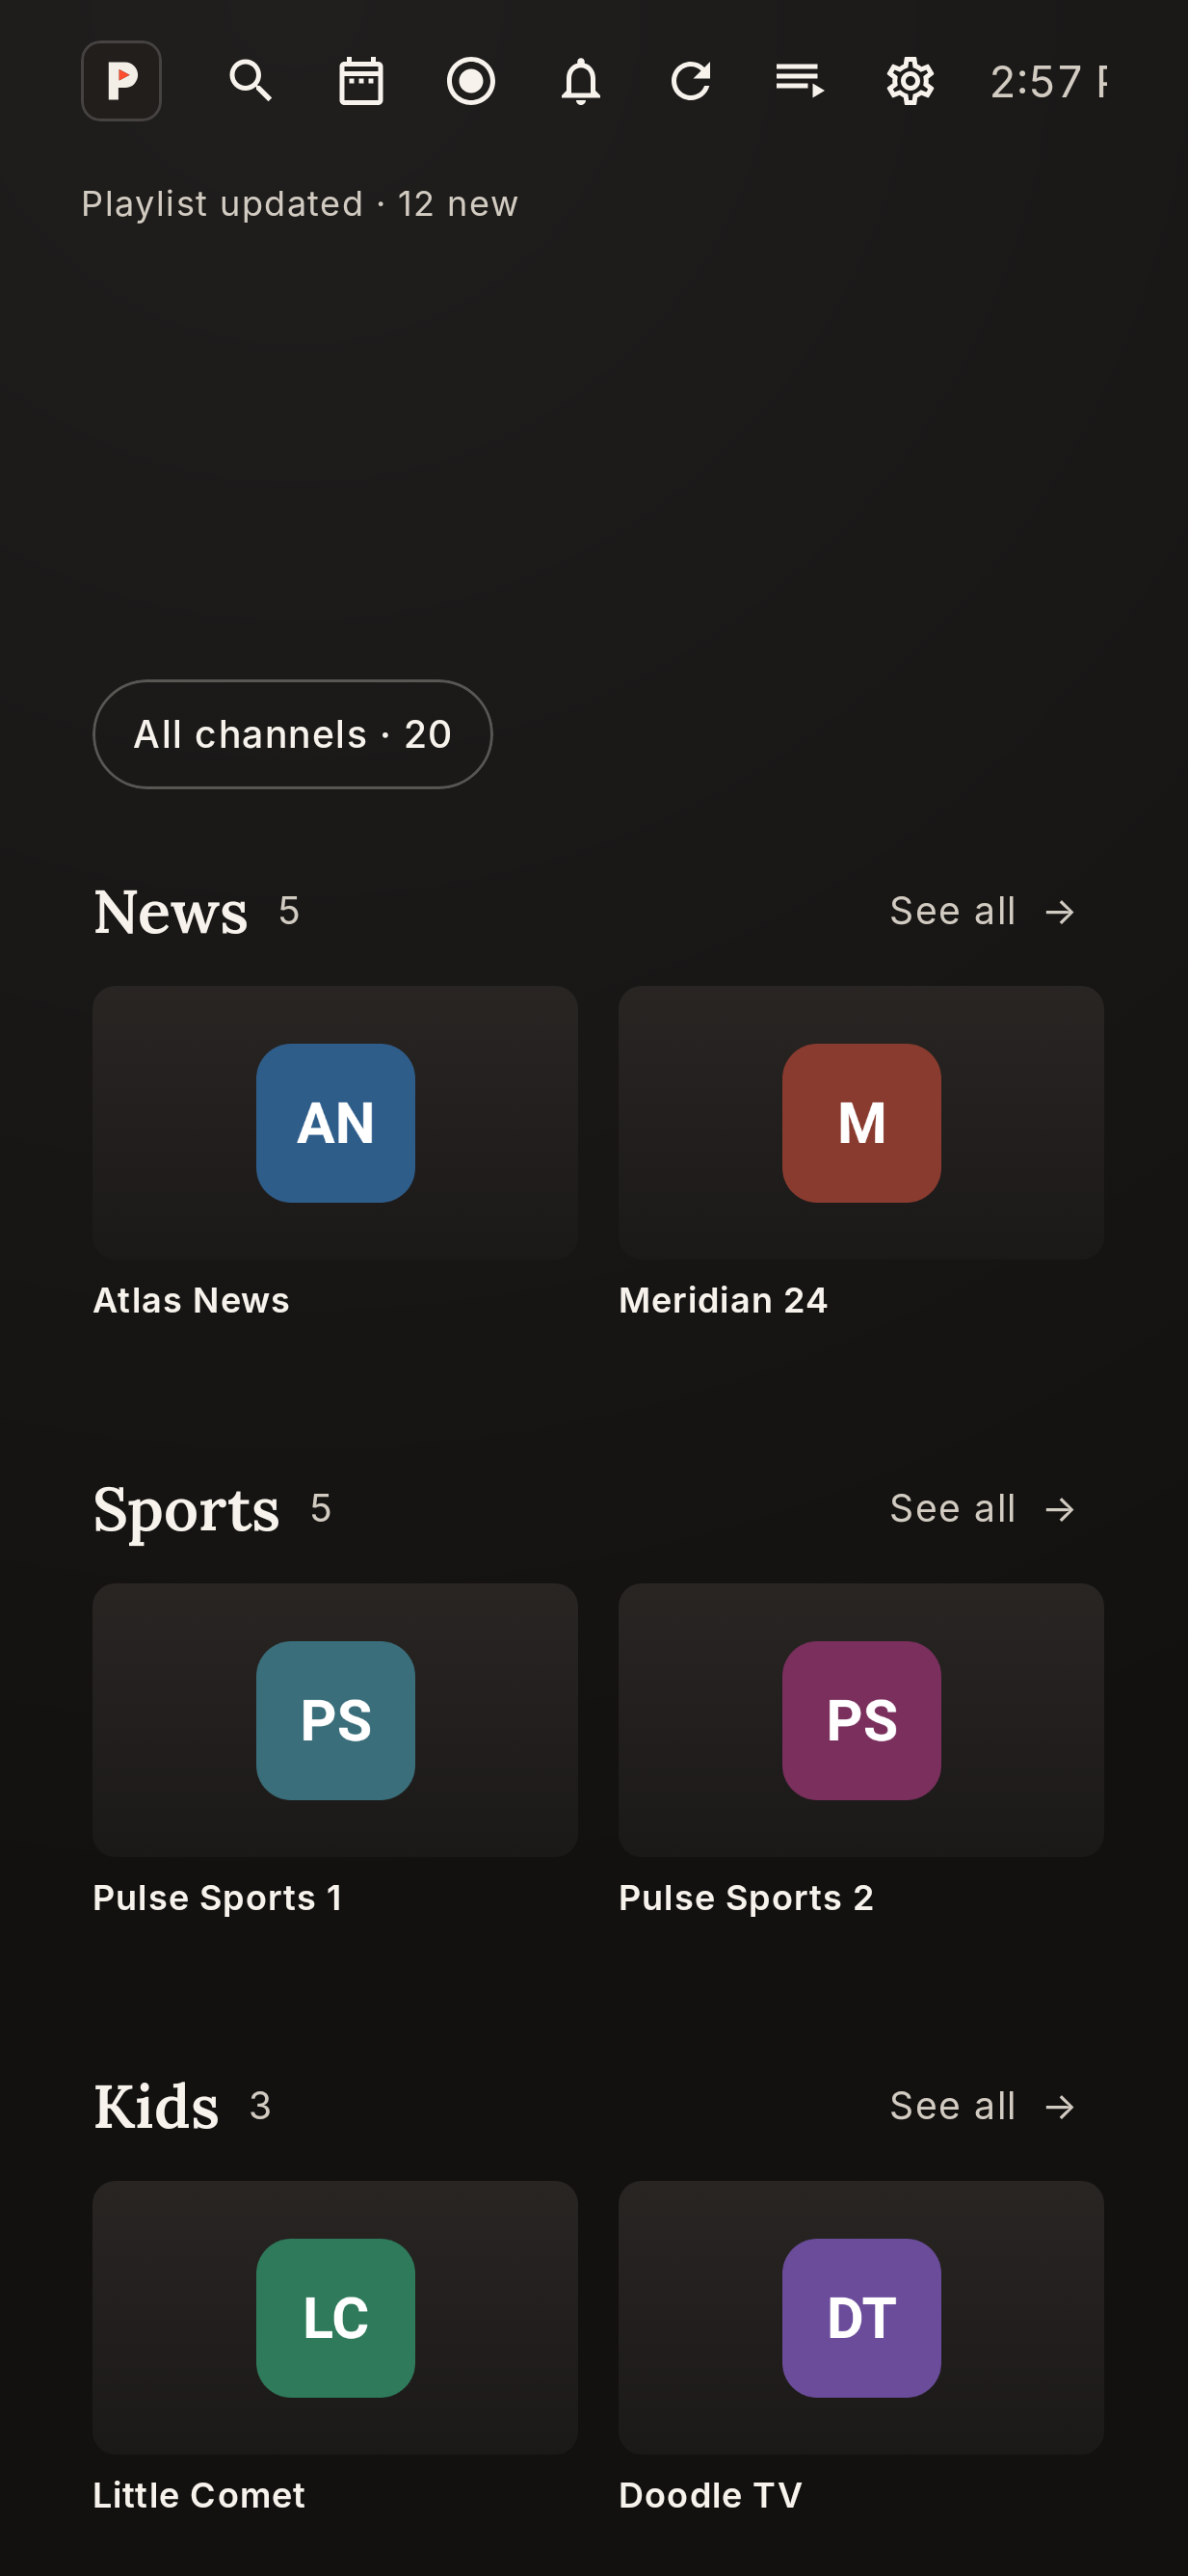 P
2:57 P
Playlist updated · 12 new
All channels · 20
News 5 See all →
AN M
Atlas News Meridian 24
Sports 5 See all →
PS PS
Pulse Sports 1 Pulse Sports 2
Kids 3 See all →
LC DT
Little Comet Doodle TV